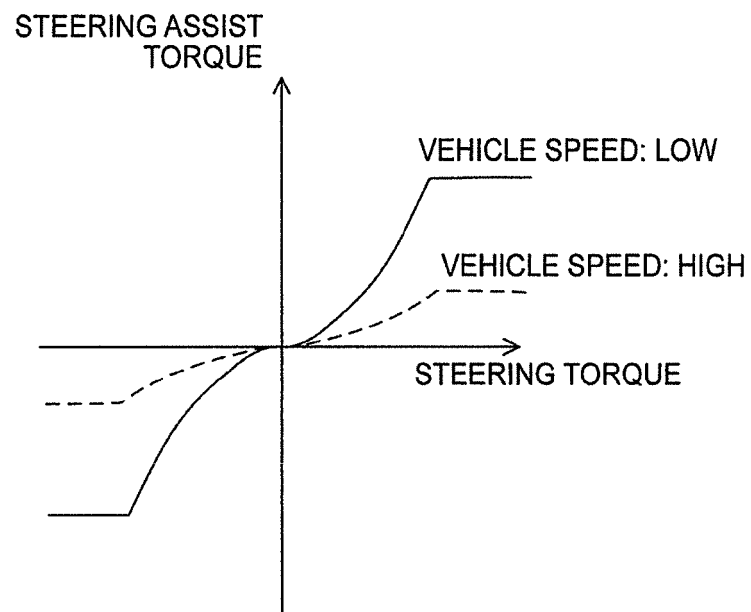 STEERING ASSIST
TORQUE
VEHICLE SPEED: LOW
VEHICLE SPEED: HIGH
STEERING TORQUE